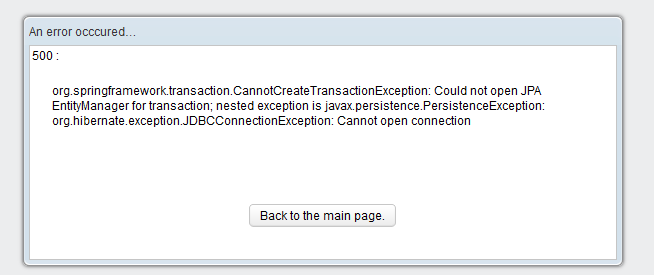 An error occcured...
500 :
org.springframework.transaction.CannotCreateTransactionException: Could not open JPA
EntityManager for transaction; nested exception is javax.persistence.PersistenceException:
org.hibernate.exception.JDBCConnectionException: Cannot open connection
Back to the main page.